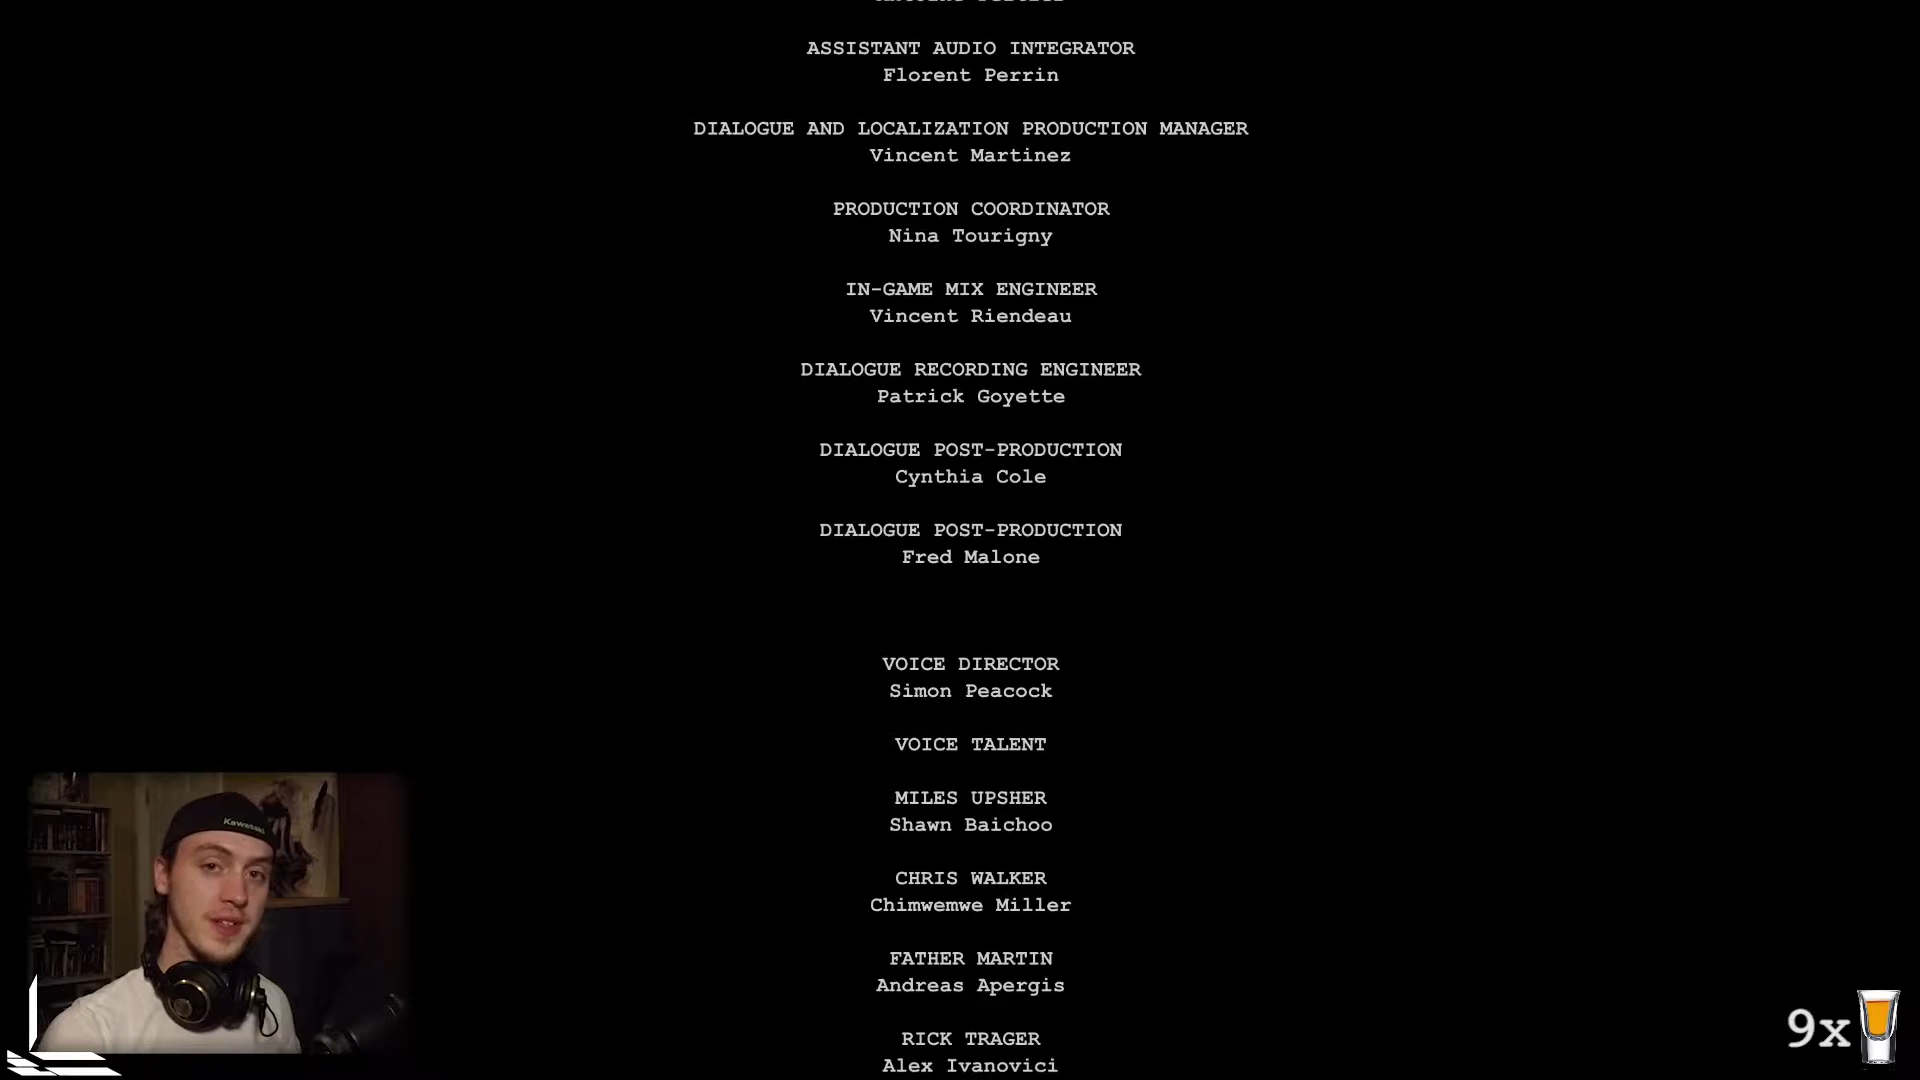 ASSISTANT AUDIO INTEGRATOR
Florent Perrin
DIALOGUE AND LOCALIZATION PRODUCTION MANAGER
Vincent Martinez
PRODUCTION COORDINATOR
Nina Tourigny
IN-GAME MIX ENGINEER
Vincent Riendeau
DIALOGUE RECORDING ENGINEER
Patrick Goyette
DIALOGUE POST-PRODUCTION
Cynthia Cole
DIALOGUE POST-PRODUCTION
Fred Malone
VOICE DIRECTOR
Simon Peacock
VOICE TALENT
MILES UPSHER
Shawn Baichoo
CHRIS WALKER
Chimwemwe Miller
FATHER MARTIN
Andreas Apergis
RICK TRAGER
Alex Ivanovici
Kawasaki
9x